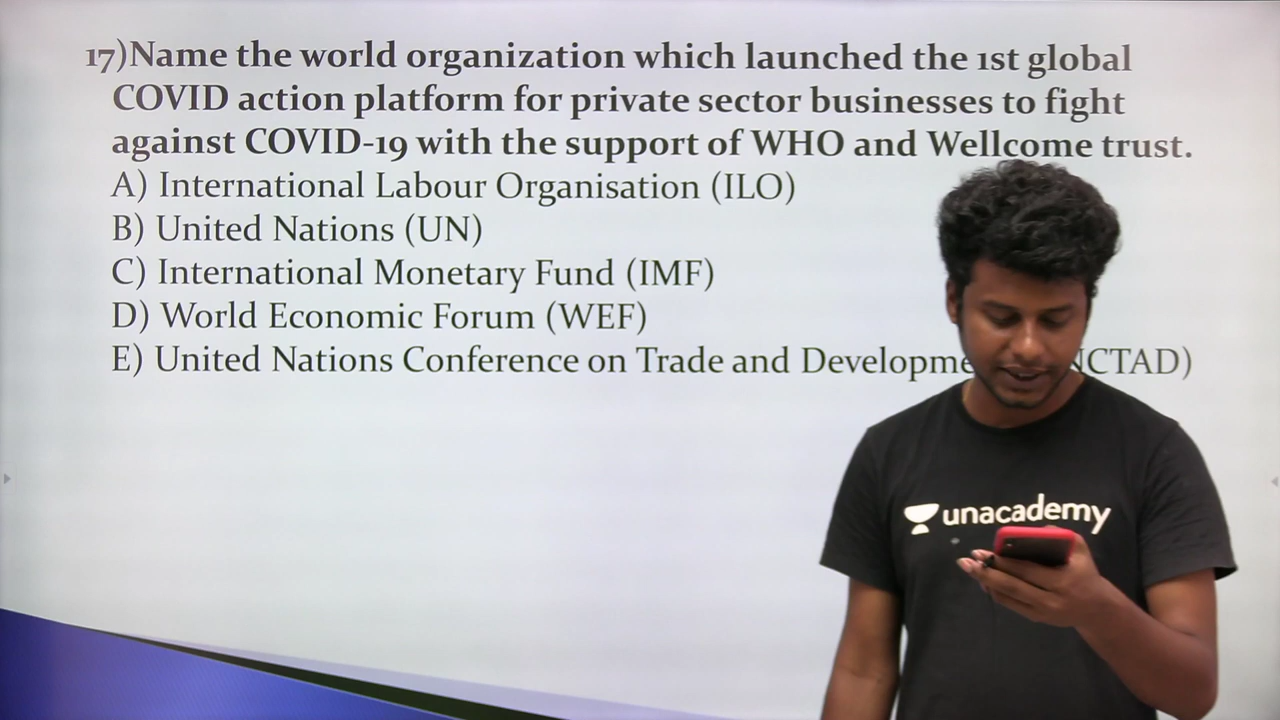 17)Name the world organization which launched the 1st global
COVID action platform for private sector businesses to fight
against COVID-19 with the support of WHO and Wellcome trust.
A) International Labour Organisation (ILO)
B) United Nations (UN)
C) International Monetary Fund (IMF)
D) World Economic Forum (WEF)
E) United Nations Conference on Trade and Developme NCTAD)
unacademy